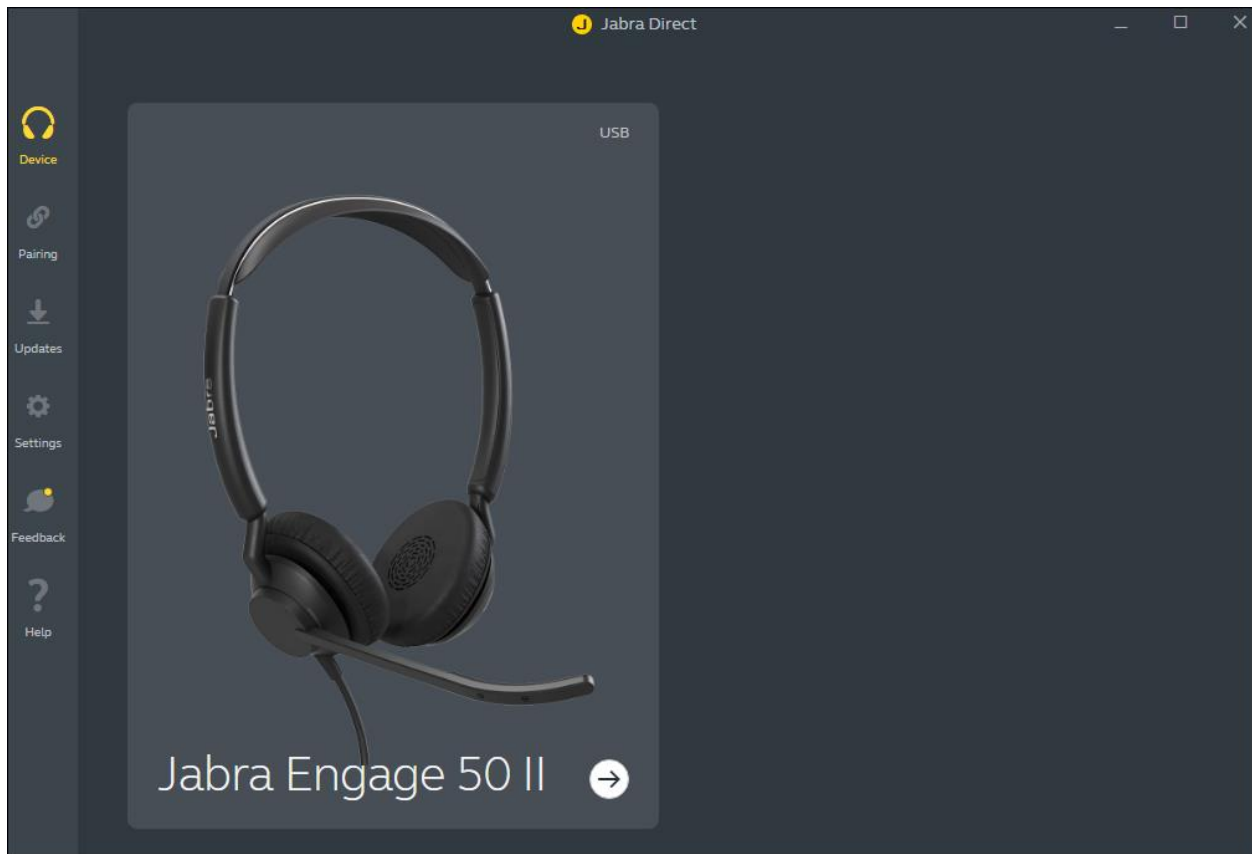 Jabra Direct
Device
Pairing
Updates
Settings
Feedback
Help
USB
Jabra
Jabra Engage 50 II